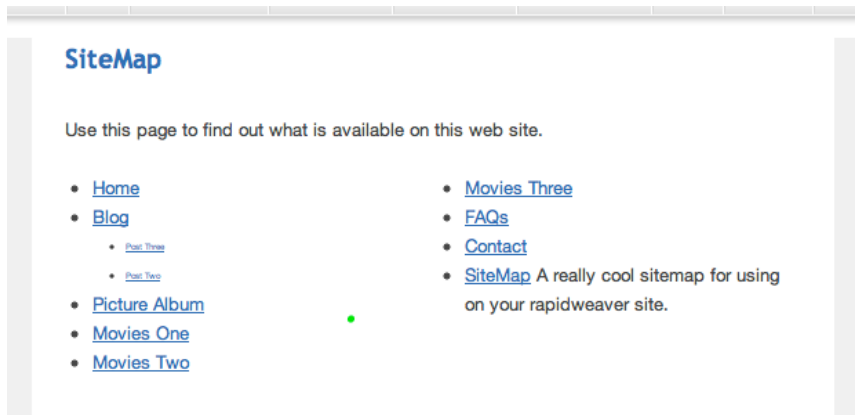 SiteMap
Use this page to find out what is available on this web site.
Home
Blog
Post Three
Post Two
Picture Album
Movies One
Movies Two
Movies Three
FAQs
Contact
SiteMap A really cool sitemap for using
on your rapidweaver site.